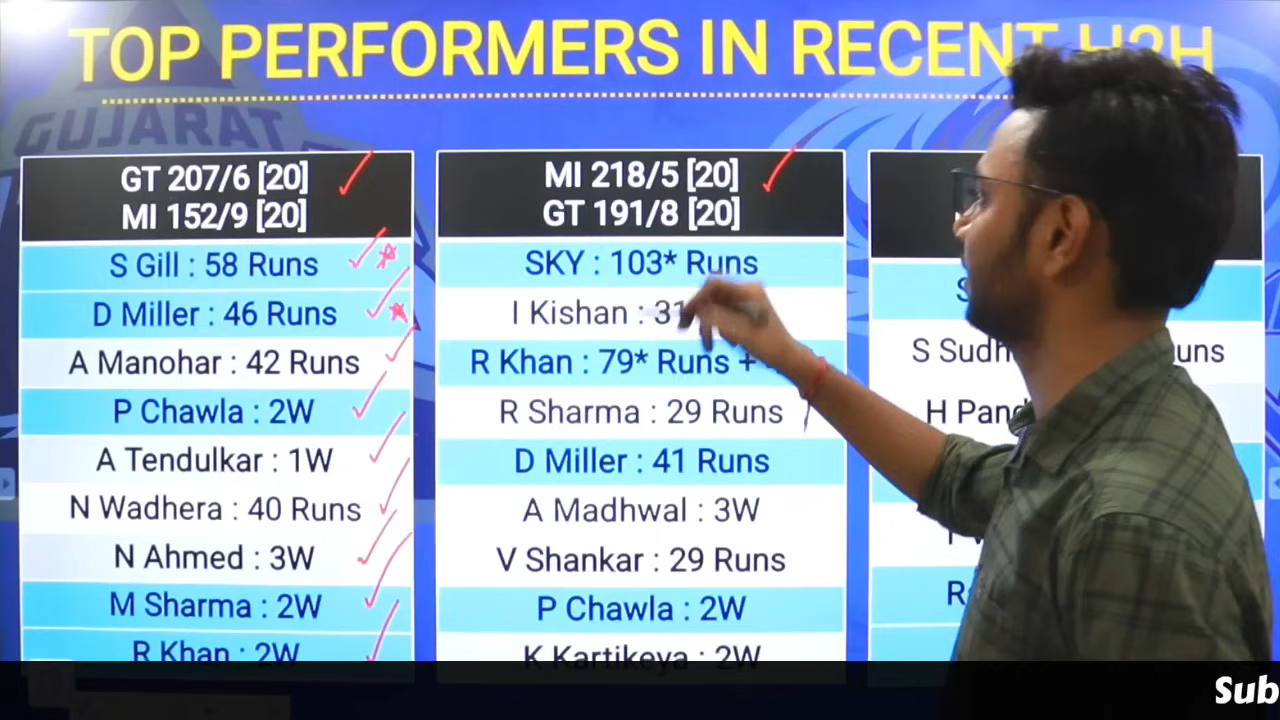 TOP PERFORMERS IN RECENT H2H
GUJARAT
GT 207/6 [20]
MI 152/9 [20]
S Gill : 58 Runs
D Miller : 46 Runs
A Manohar : 42 Runs
P Chawla : 2W
A Tendulkar : 1W
N Wadhera : 40 Runs
N Ahmed : 3W
M Sharma : 2W
R Khan : 2W
MI 218/5 [20]
GT 191/8 [20]
SKY : 103* Runs
I Kishan : 31
R Khan : 79* Runs +
R Sharma : 29 Runs
D Miller : 41 Runs
A Madhwal : 3W
V Shankar : 29 Runs
P Chawla : 2W
K Kartikeya : 2W
S
S Sudh uns
H Pand
Sub